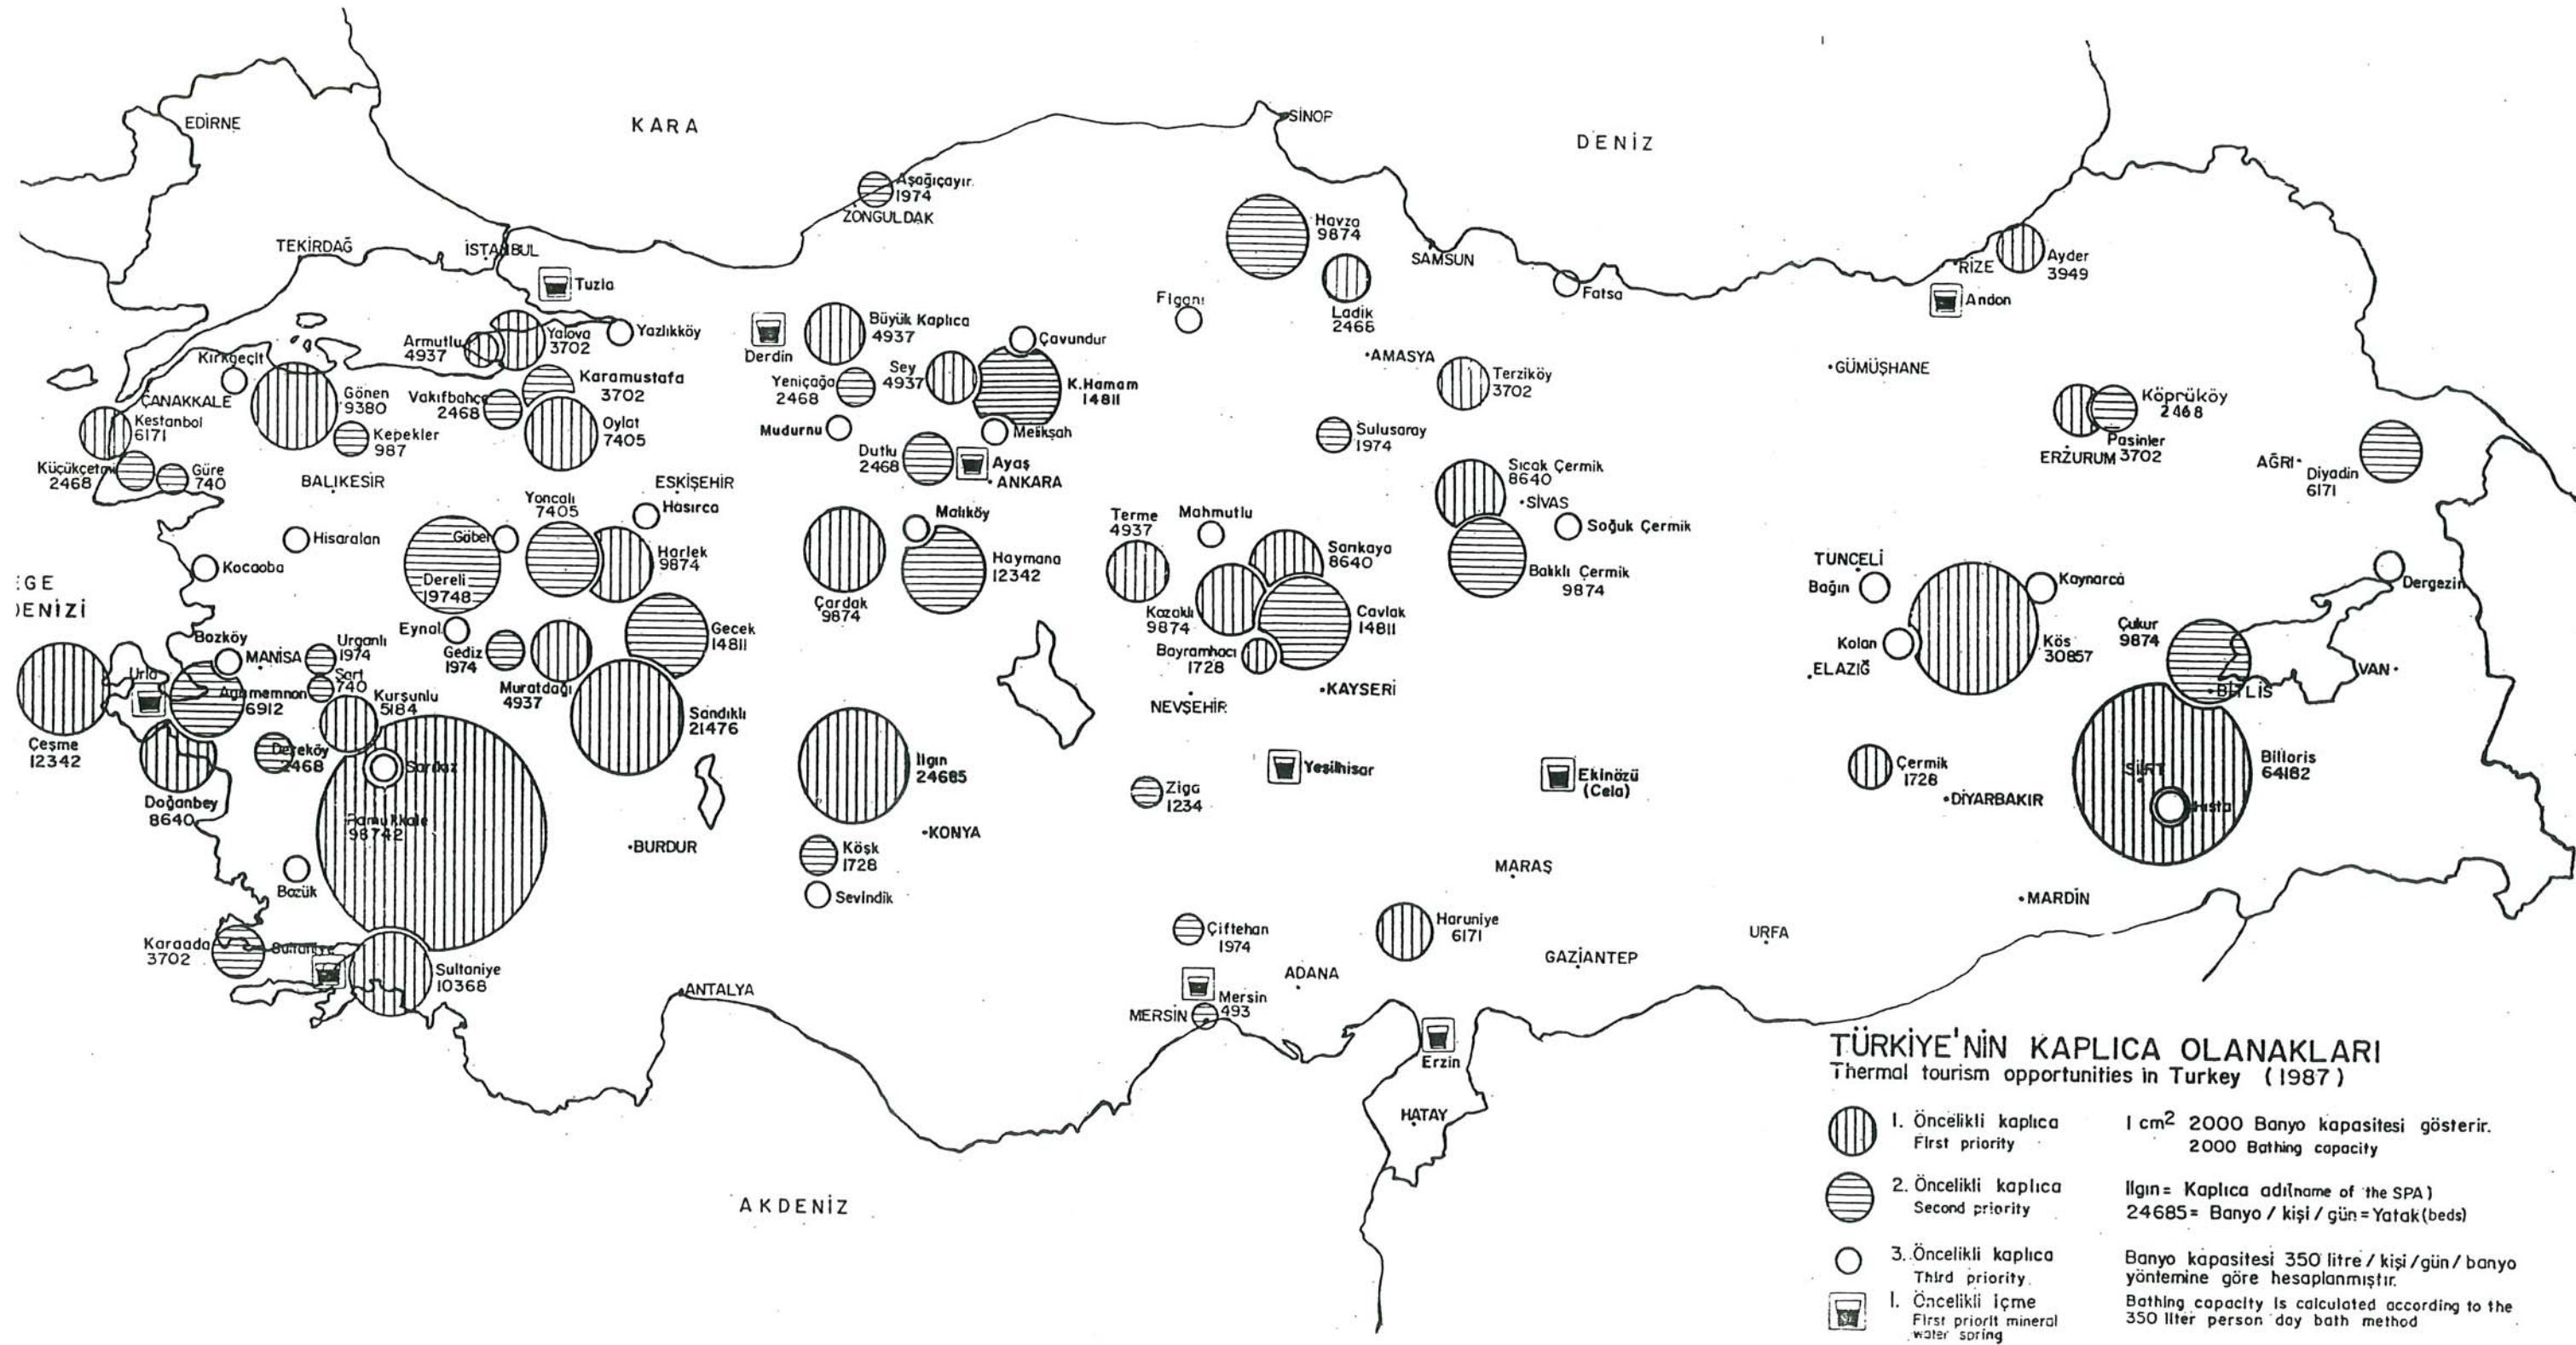 KARA
DENİZ
EDİRNE
SİNOP
Aşağıçayır
1974
ZONGULDAK
TEKİRDAĞ
İSTANBUL
Tuzla
Havza
9874
SAMSUN
Ladik
2466
Fatsa
RİZE
Ayder
3949
Andon
Armutlu
4937
Yalova
3702
Yazlıkköy
Derdin
Büyük Kaplıca
4937
Çavundur
Figani
AMASYA
GÜMÜŞHANE
Kırkgeçit
ÇANAKKALE
Gönen
9380
Karamustafa
3702
Vakıfbahçe
2468
Yeniçağa
2468
Sey
4937
K.Hamam
14811
Terziköy
3702
Köprüköy
2468
Kestanbol
6171
Kepekler
987
Oylat
7405
Mudurnu
Melikşah
Sulusaray
1974
Pasinler
3702
ERZURUM
Küçükçetmi
2468
Güre
740
BALIKESİR
ESKİŞEHİR
Hasırca
Dutlu
2468
Ayaş
ANKARA
Sıcak Çermik
8640
SİVAS
Soğuk Çermik
AĞRI
Diyadin
6171
Hisaralan
Göbel
Yoncalı
7405
Harlek
9874
Malıköy
Haymana
12342
Terme
4937
Mahmutlu
Sarıkaya
8640
Balıklı Çermik
9874
Kocaoba
EGE
DENİZİ
Dereli
19748
Çardak
9874
Kozaklı
9874
Cavlak
14811
TUNCELİ
Bağın
Kaynarca
Dergezin
Bozköy
MANİSA
Urganlı
1974
Eynal
Gediz
1974
Muratdağı
4937
Gecek
14811
Bayramhacı
1728
KAYSERİ
NEVŞEHİR
Kolan
ELAZIĞ
Kös
30857
Çukur
9874
BİTLİS
VAN
Urla
Agamemnon
6912
Sart
740
Kurşunlu
5184
Sandıklı
21476
Çeşme
12342
Dereköy
2468
Sarıkız
Ilgın
24685
Yeşilhisar
Ekinözü
(Cela)
Çermik
1728
DİYARBAKIR
SİİRT
Billoris
64182
Hısta
Doğanbey
8640
Pamukkale
98742
BURDUR
KONYA
Ziga
1234
Köşk
1728
Sevindik
Bozük
MARAŞ
MARDİN
Karaada
3702
Sultaniye
Sultaniye
10368
Çiftehan
1974
Haruniye
6171
URFA
GAZİANTEP
ANTALYA
ADANA
Mersin
493
MERSİN
Erzin
HATAY
AKDENİZ
TÜRKİYE'NİN KAPLICA OLANAKLARI
Thermal tourism opportunities in Turkey (1987)
1. Öncelikli kaplıca
First priority
1 cm² 2000 Banyo kapasitesi gösterir.
2000 Bathing capacity
2. Öncelikli kaplıca
Second priority
Ilgın= Kaplıca adı(name of the SPA)
24685= Banyo / kişi / gün = Yatak (beds)
3. Öncelikli kaplıca
Third priority
Banyo kapasitesi 350 litre / kişi / gün / banyo
yöntemine göre hesaplanmıştır.
1. Öncelikli içme
First priorit mineral
water spring
Bathing capacity is calculated according to the
350 liter person day bath method